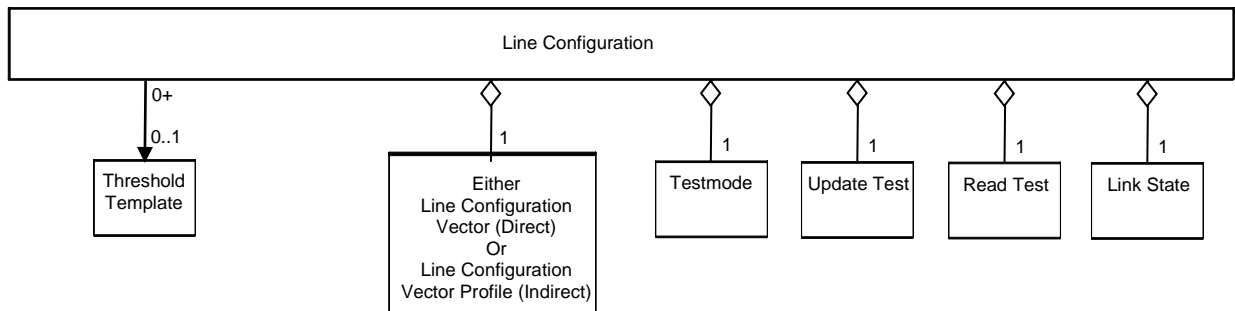 Line Configuration
0+
0..1
1
1
1
1
1
Threshold
Template
Either
Line Configuration
Vector (Direct)
Or
Line Configuration
Vector Profile (Indirect)
Testmode
Update Test
Read Test
Link State